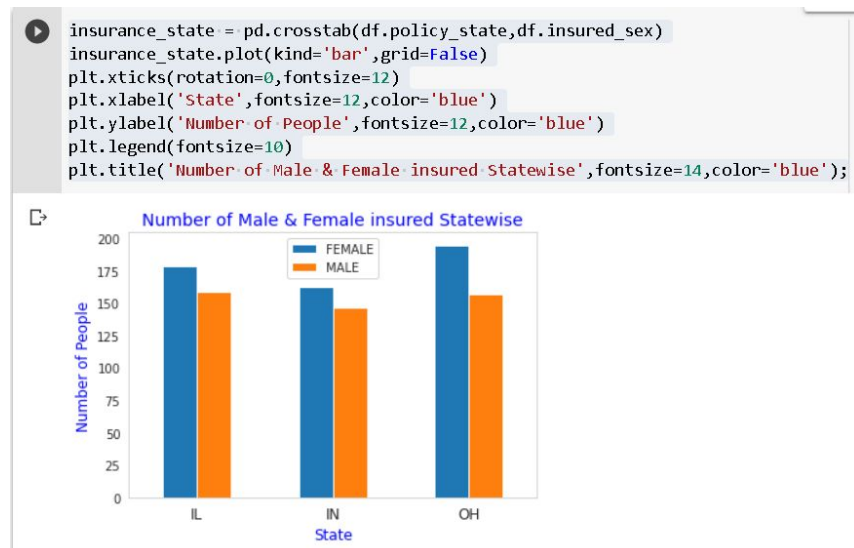 insurance_state = pd.crosstab(df.policy_state,df.insured_sex)
insurance_state.plot(kind='bar',grid=False)
plt.xticks(rotation=0,fontsize=12)
plt.xlabel('State',fontsize=12,color='blue')
plt.ylabel('Number of People',fontsize=12,color='blue')
plt.legend(fontsize=10)
plt.title('Number of Male & Female insured Statewise',fontsize=14,color='blue');
Number of Male & Female insured Statewise
FEMALE
MALE
Number of People
200
175
150
125
100
75
50
25
0
IL IN OH
State